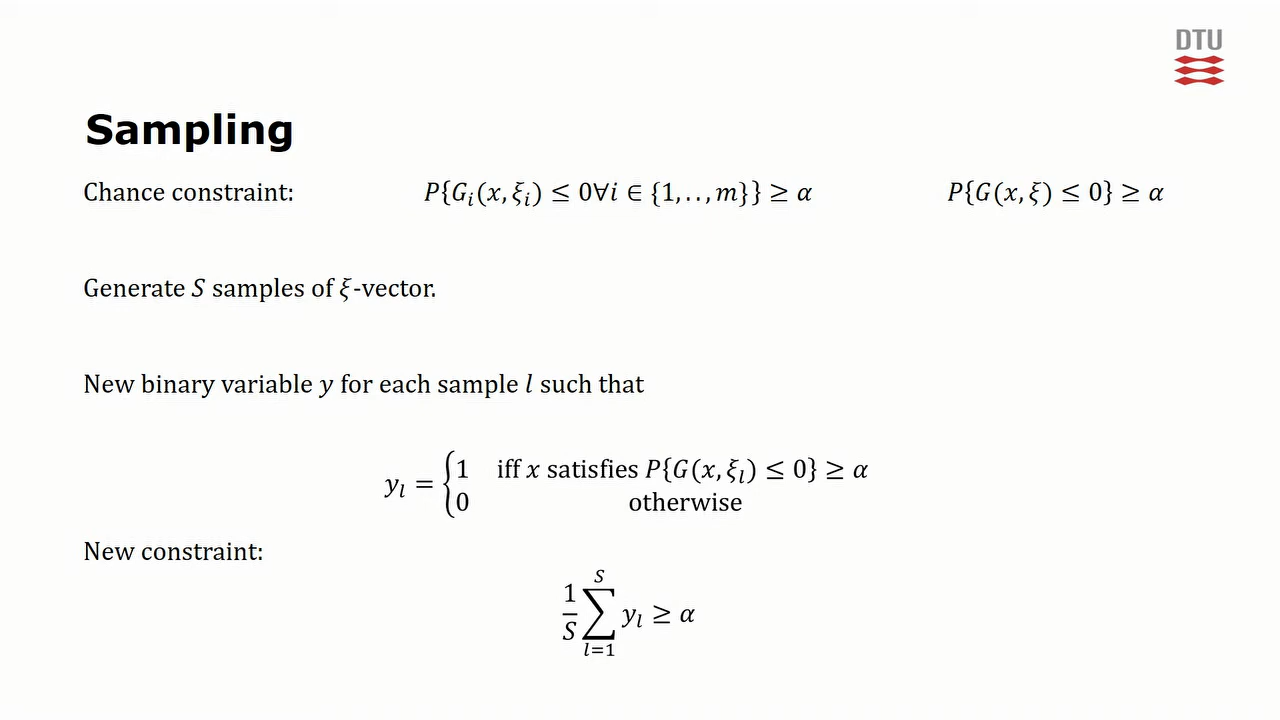 DTU
Sampling
Chance constraint: P{G_i(x, ξ_i) ≤ 0∀i ∈ {1,..,m}} ≥ α P{G(x, ξ) ≤ 0} ≥ α
Generate S samples of ξ-vector.
New binary variable y for each sample l such that
y_l = {1 iff x satisfies P{G(x, ξ_l) ≤ 0} ≥ α
0 otherwise
New constraint:
1/S ∑_{l=1}^{S} y_l ≥ α